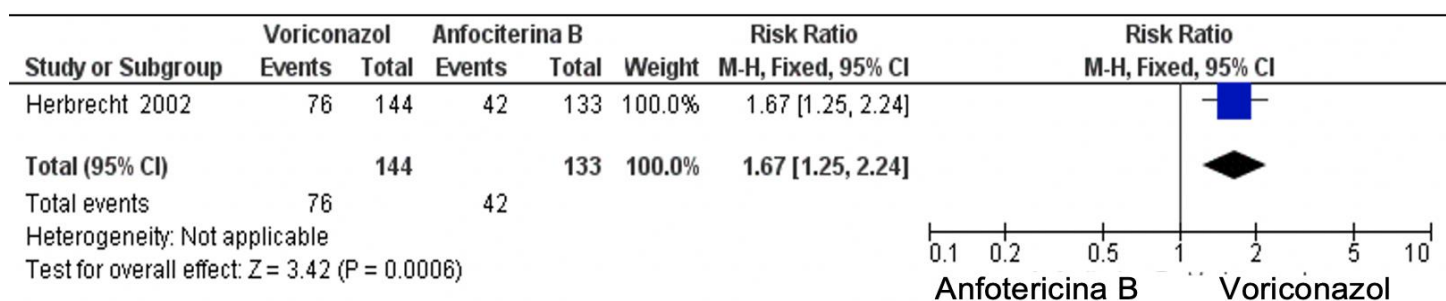 Voriconazol Anfociterina B Risk Ratio Risk Ratio
Study or Subgroup Events Total Events Total Weight M-H, Fixed, 95% CI M-H, Fixed, 95% CI
Herbrecht 2002 76 144 42 133 100.0% 1.67 [1.25, 2.24]
Total (95% CI) 144 133 100.0% 1.67 [1.25, 2.24]
Total events 76 42
Heterogeneity: Not applicable
Test for overall effect: Z = 3.42 (P = 0.0006)
0.1 0.2 0.5 1 2 5 10
Anfotericina B Voriconazol